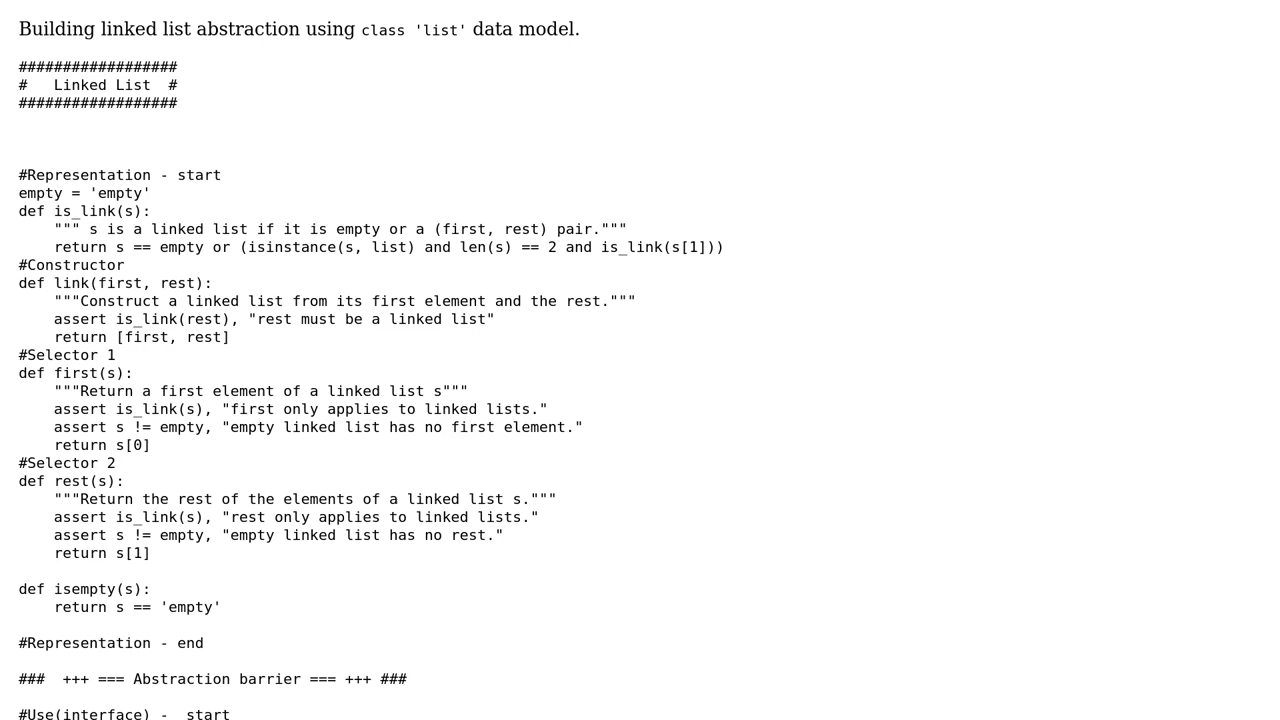 Building linked list abstraction using class 'list' data model.
##################
#   Linked List  #
##################
#Representation - start
empty = 'empty'
def is_link(s):
    """ s is a linked list if it is empty or a (first, rest) pair."""
    return s == empty or (isinstance(s, list) and len(s) == 2 and is_link(s[1]))
#Constructor
def link(first, rest):
    """Construct a linked list from its first element and the rest."""
    assert is_link(rest), "rest must be a linked list"
    return [first, rest]
#Selector 1
def first(s):
    """Return a first element of a linked list s"""
    assert is_link(s), "first only applies to linked lists."
    assert s != empty, "empty linked list has no first element."
    return s[0]
#Selector 2
def rest(s):
    """Return the rest of the elements of a linked list s."""
    assert is_link(s), "rest only applies to linked lists."
    assert s != empty, "empty linked list has no rest."
    return s[1]
def isempty(s):
    return s == 'empty'
#Representation - end
###  +++ === Abstraction barrier === +++ ###
#Use(interface) -  start